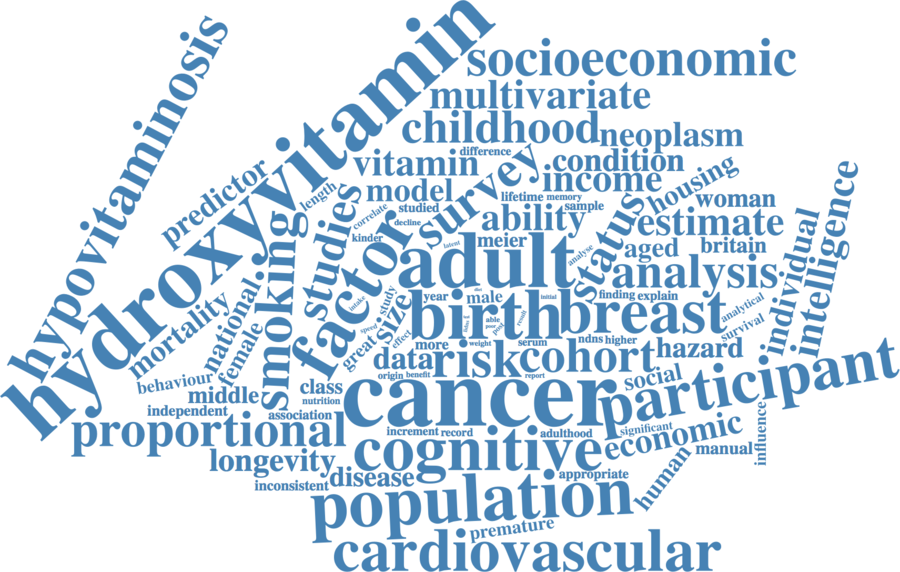 hypovitaminosis
hydroxyvitamin
socioeconomic
multivariate
childhood
neoplasm
difference
vitamin
survey
condition
predictor
length
model
income
housing
lifetime
memory
correlate
studied
sample
woman
decline
ability
status
estimate
kinder
latent
meier
analyse
aged
britain
individual
intelligence
smoking
studies
factor
adult
analysis
national
mortality
female
size
study
intake
year
diet
male
initial
finding
explain
analytical
birth
breast
able
poor
post
result
survival
speed
effect
great
more
weight
serum
ndns
higher
data
risk
cohort
hazard
behaviour
origin
benefit
report
social
middle
class
nutrition
cancer
participant
independent
association
proportional
increment
record
adulthood
significant
economic
influence
cognitive
manual
longevity
human
inconsistent
disease
appropriate
population
premature
cardiovascular